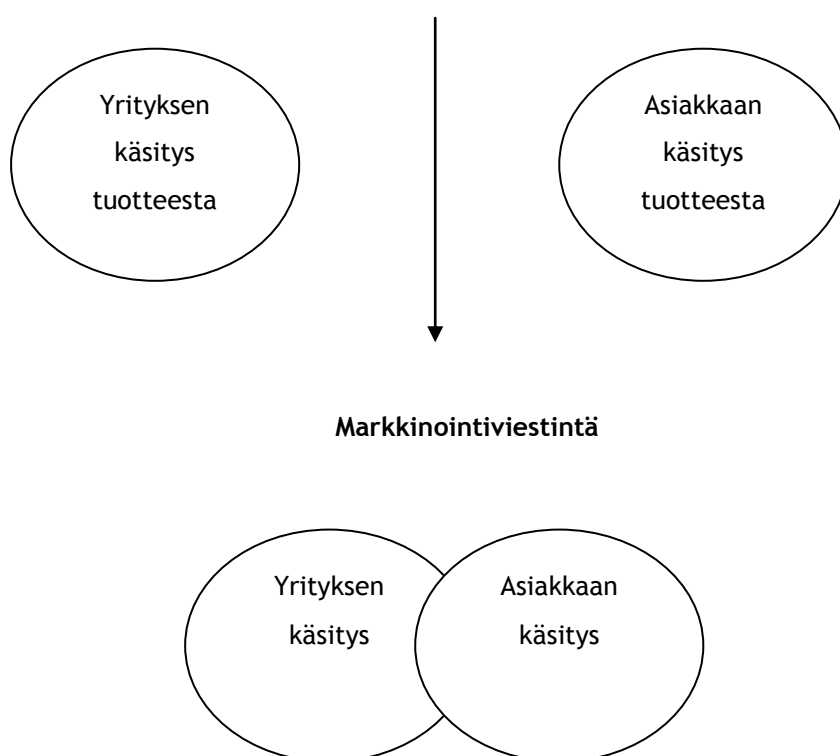 Yrityksen
käsitys
tuotteesta
Asiakkaan
käsitys
tuotteesta
Markkinointiviestintä
Yrityksen
käsitys
Asiakkaan
käsitys